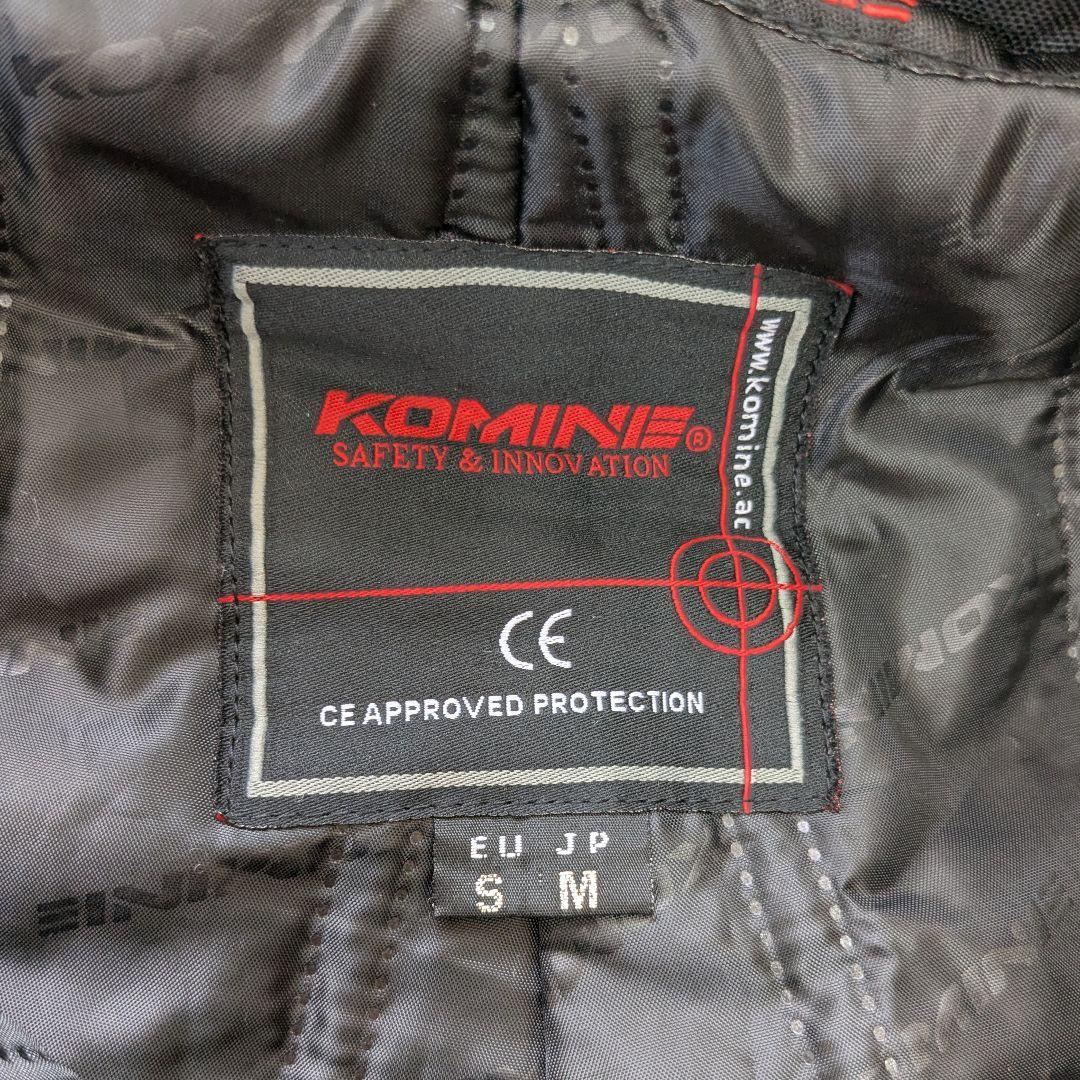 KOMINE®
SAFETY & INNOVATION
www.komine.ac
CE
CE APPROVED PROTECTION
EU JP
S M